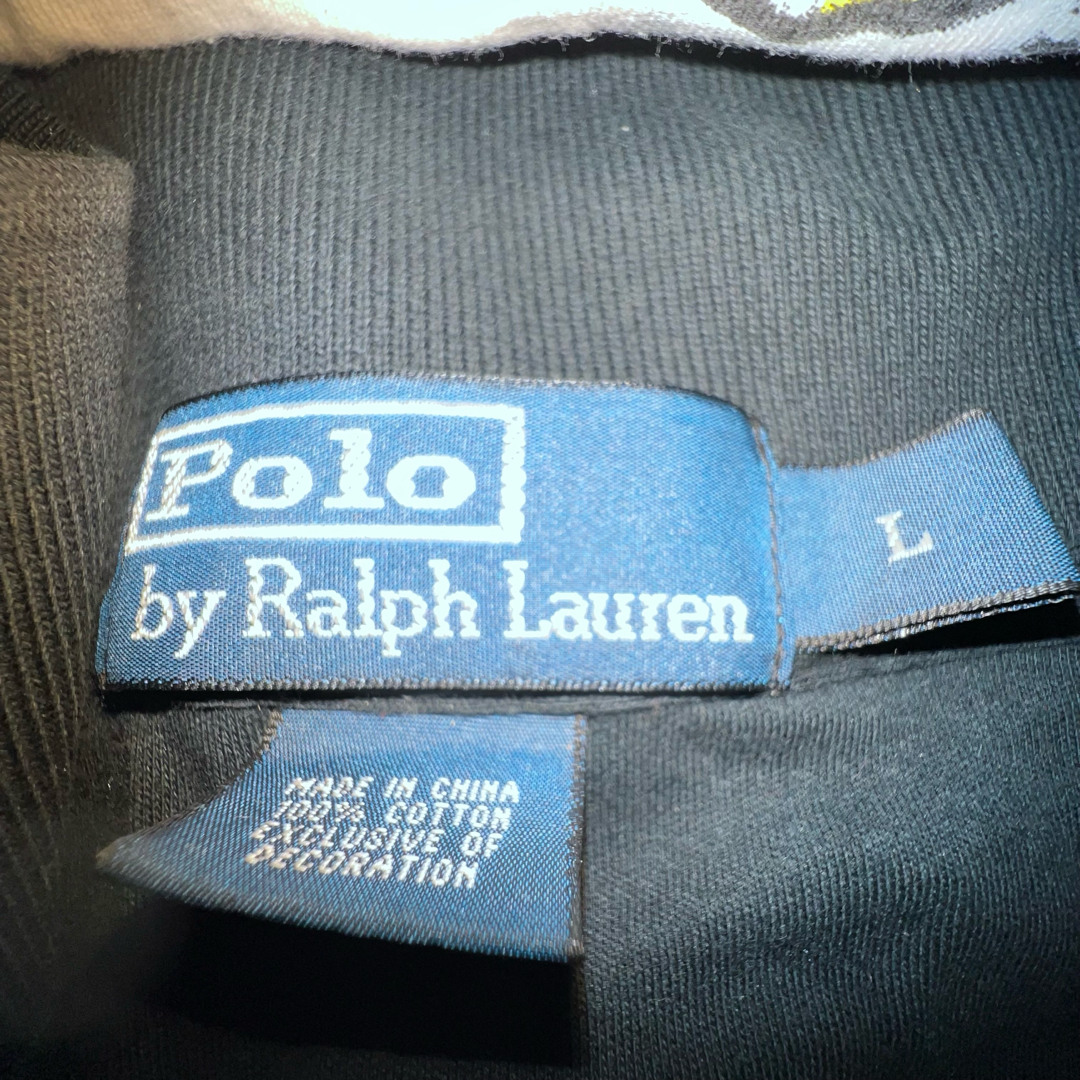 Polo
by Ralph Lauren
L
MADE IN CHINA
100% COTTON
EXCLUSIVE OF
DECORATION